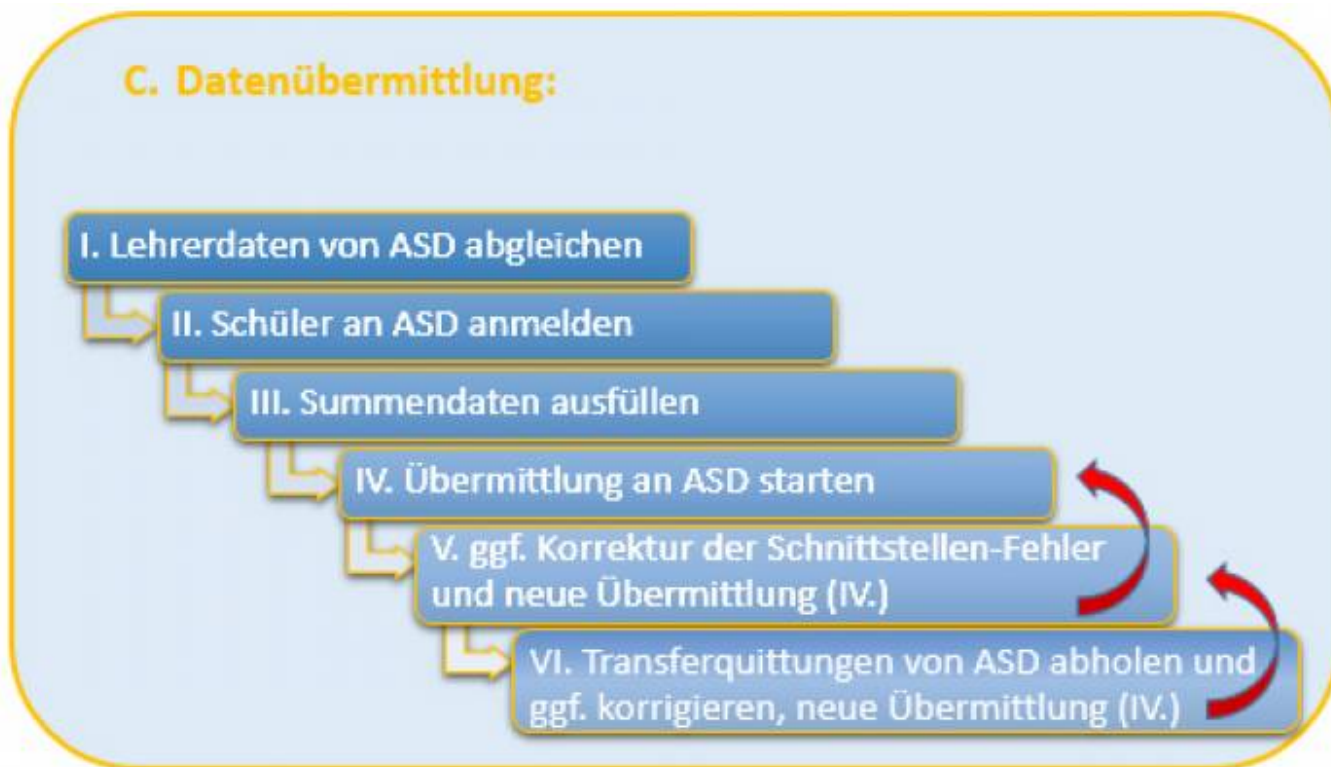 C. Datenübermittlung:
I. Lehrerdaten von ASD abgleichen
II. Schüler an ASD anmelden
III. Summendaten ausfüllen
IV. Übermittlung an ASD starten
V. ggf. Korrektur der Schnittstellen-Fehler
und neue Übermittlung (IV.)
VI. Transferquittungen von ASD abholen und
ggf. korrigieren, neue Übermittlung (IV.)